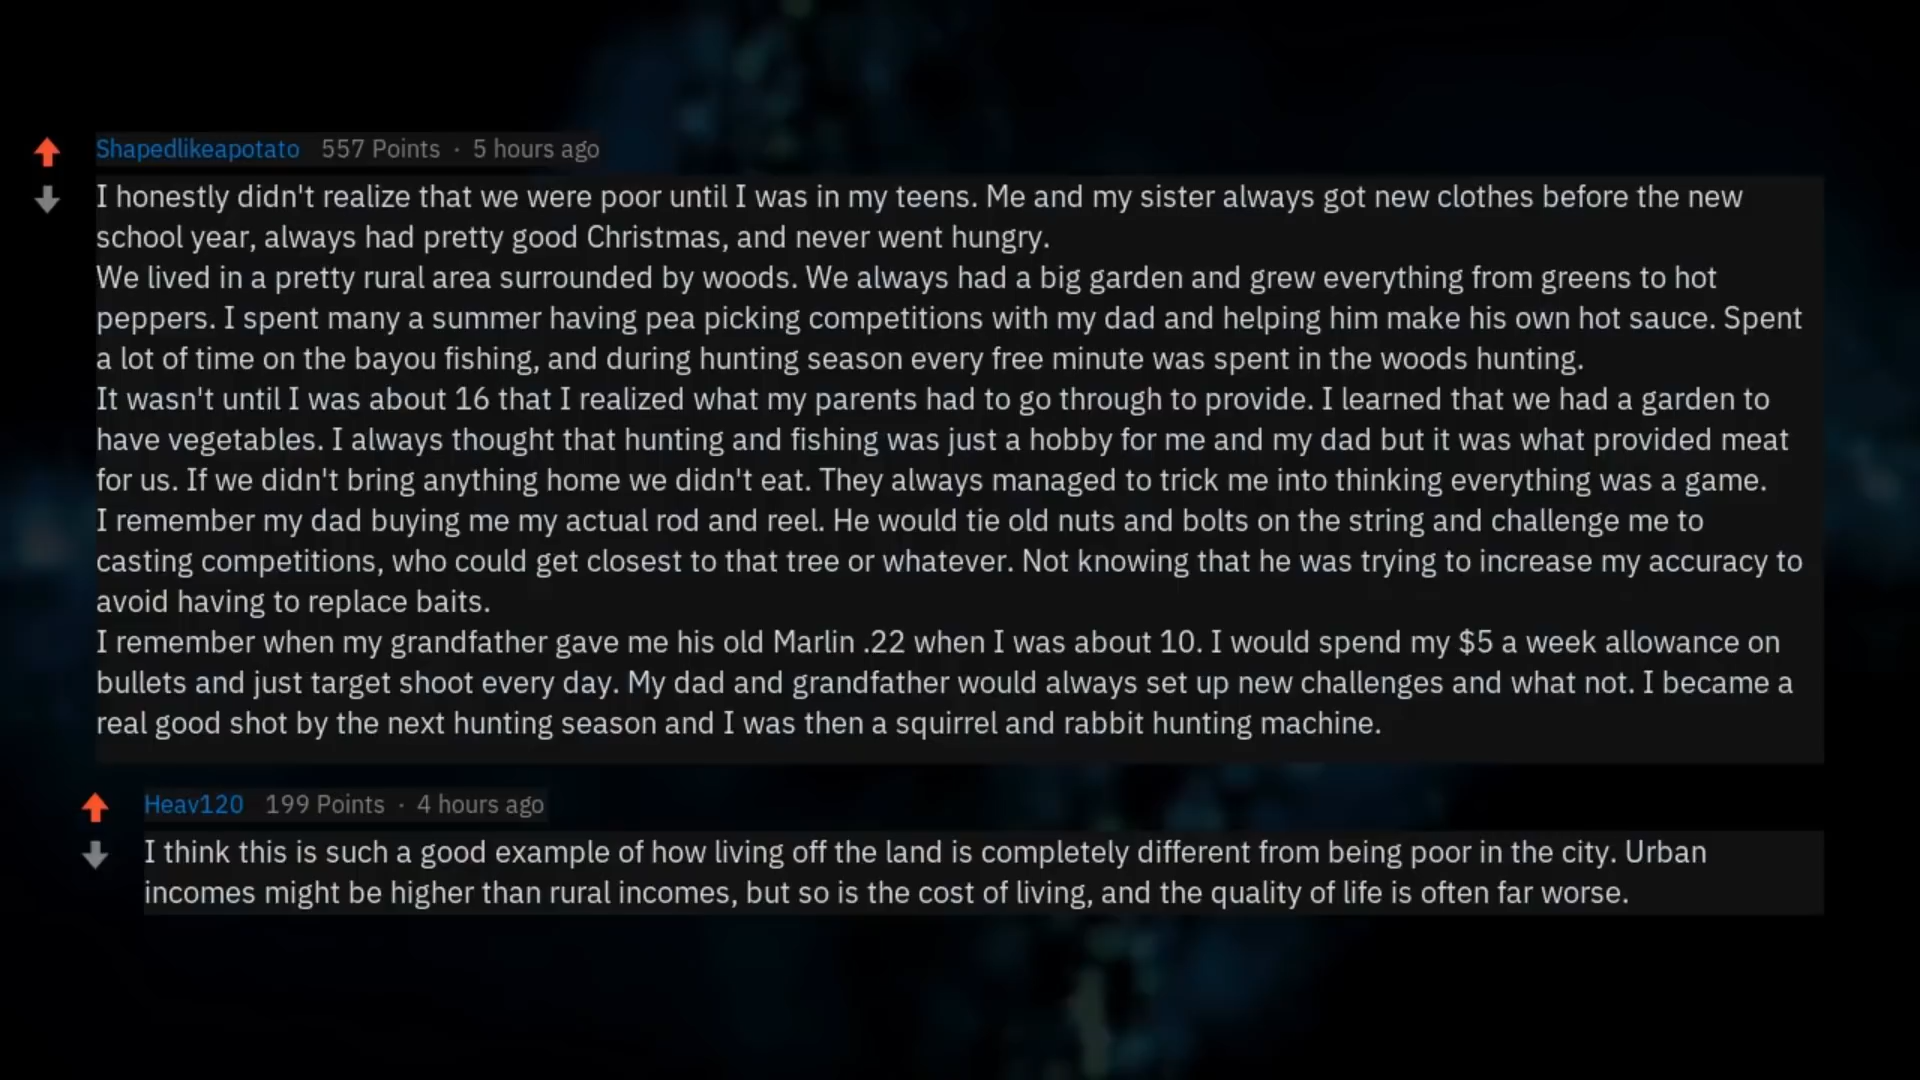 Shapedlikeapotato 557 Points · 5 hours ago
I honestly didn't realize that we were poor until I was in my teens. Me and my sister always got new clothes before the new
school year, always had pretty good Christmas, and never went hungry.
We lived in a pretty rural area surrounded by woods. We always had a big garden and grew everything from greens to hot
peppers. I spent many a summer having pea picking competitions with my dad and helping him make his own hot sauce. Spent
a lot of time on the bayou fishing, and during hunting season every free minute was spent in the woods hunting.
It wasn't until I was about 16 that I realized what my parents had to go through to provide. I learned that we had a garden to
have vegetables. I always thought that hunting and fishing was just a hobby for me and my dad but it was what provided meat
for us. If we didn't bring anything home we didn't eat. They always managed to trick me into thinking everything was a game.
I remember my dad buying me my actual rod and reel. He would tie old nuts and bolts on the string and challenge me to
casting competitions, who could get closest to that tree or whatever. Not knowing that he was trying to increase my accuracy to
avoid having to replace baits.
I remember when my grandfather gave me his old Marlin .22 when I was about 10. I would spend my $5 a week allowance on
bullets and just target shoot every day. My dad and grandfather would always set up new challenges and what not. I became a
real good shot by the next hunting season and I was then a squirrel and rabbit hunting machine.
Heav120 199 Points · 4 hours ago
I think this is such a good example of how living off the land is completely different from being poor in the city. Urban
incomes might be higher than rural incomes, but so is the cost of living, and the quality of life is often far worse.